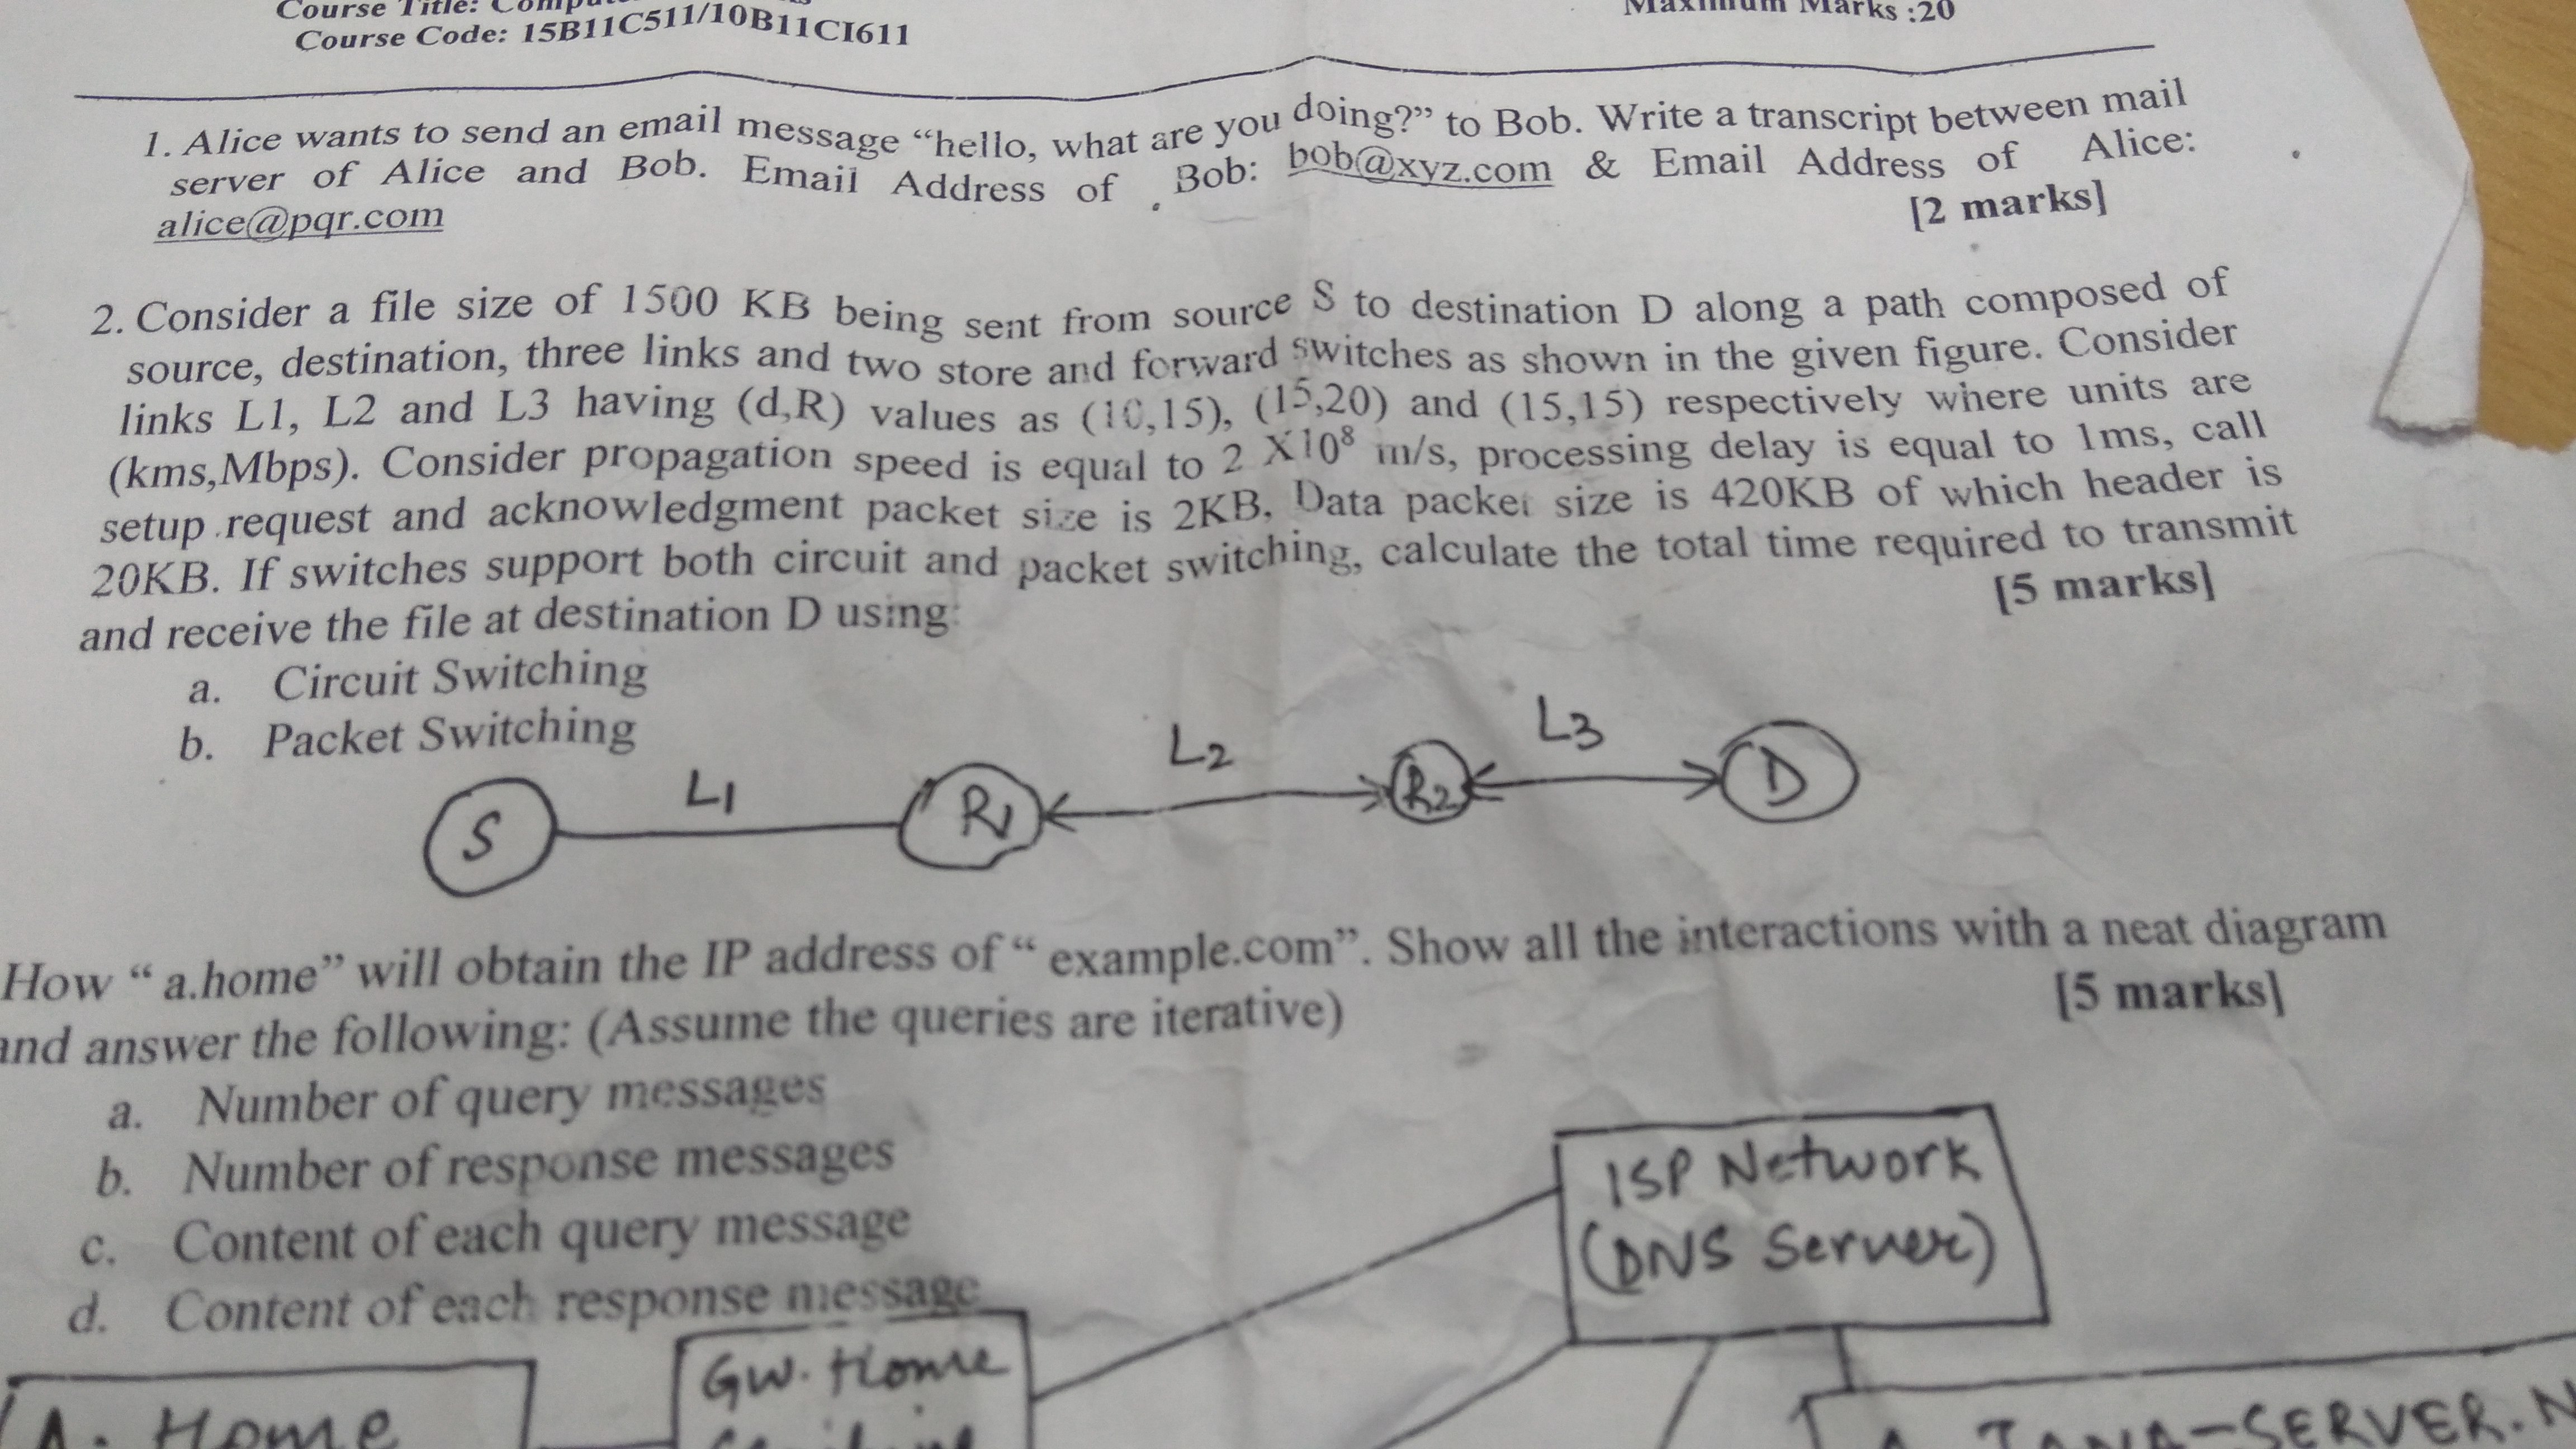 Course Title:
Course Code: 15B11C511/10B11CI611
Maximum Marks :20
1. Alice wants to send an email message “hello, what are you doing?” to Bob. Write a transcript between mail
server of Alice and Bob. Email Address of Bob: bob@xyz.com & Email Address of Alice:
alice@pqr.com
[2 marks]
2. Consider a file size of 1500 KB being sent from source S to destination D along a path composed of
source, destination, three links and two store and forward switches as shown in the given figure. Consider
links L1, L2 and L3 having (d,R) values as (10,15), (15,20) and (15,15) respectively where units are
(kms,Mbps). Consider propagation speed is equal to 2 X10⁸ m/s, processing delay is equal to 1ms, call
setup request and acknowledgment packet size is 2KB. Data packet size is 420KB of which header is
20KB. If switches support both circuit and packet switching, calculate the total time required to transmit
and receive the file at destination D using:
[5 marks]
a. Circuit Switching
b. Packet Switching
L1
L2
L3
S
R1
R2
D
How “ a.home” will obtain the IP address of “ example.com”. Show all the interactions with a neat diagram
and answer the following: (Assume the queries are iterative)
[5 marks]
a. Number of query messages
b. Number of response messages
c. Content of each query message
d. Content of each response message
ISP Network
(DNS Server)
GW. Home
A. Home